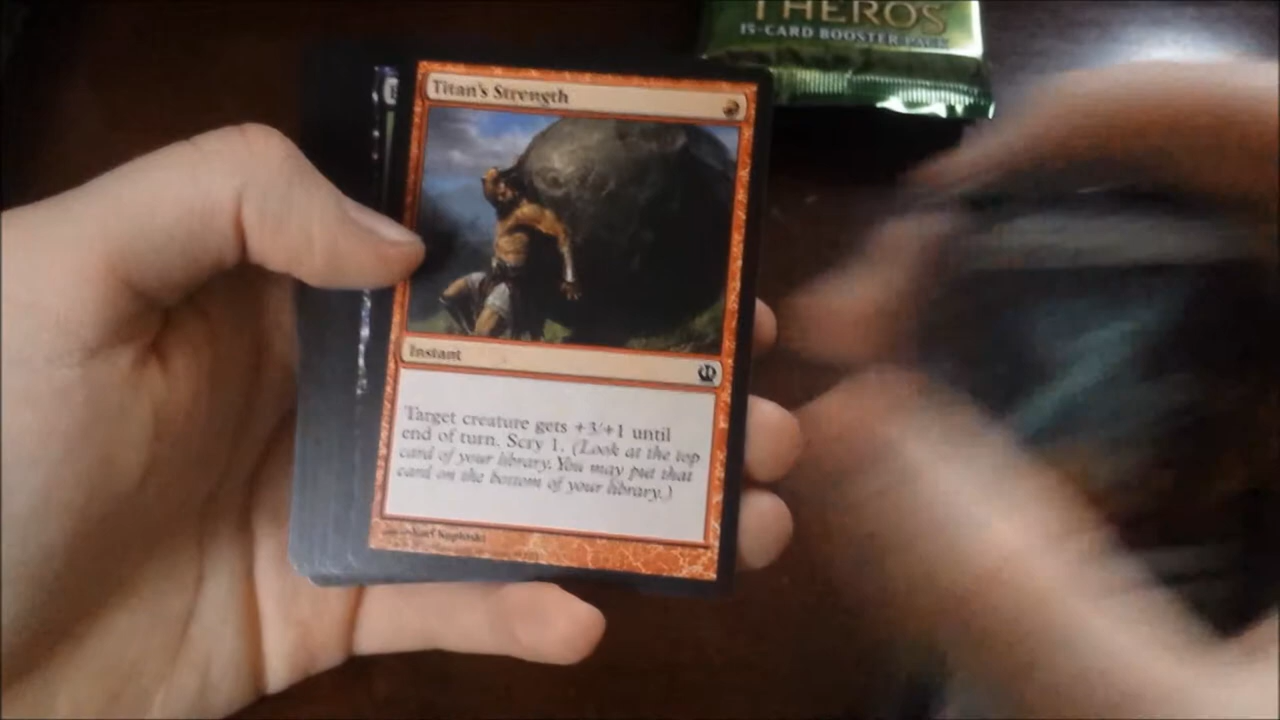 THEROS
15-CARD BOOSTER PACK
Titan's Strength
Instant
Target creature gets +3/+1 until
end of turn. Scry 1. (Look at the top
card of your library. You may put that
card on the bottom of your library.)
Karl Kopinski